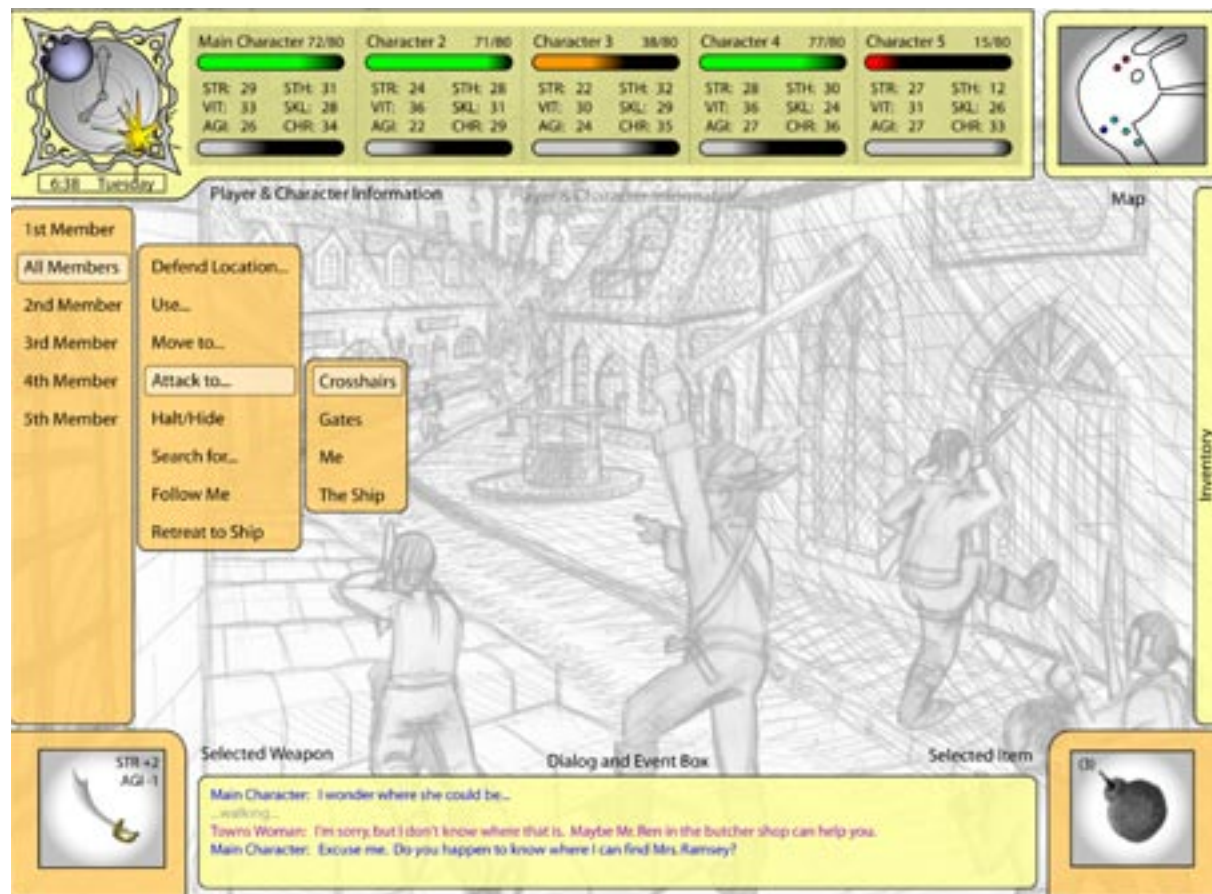 Main Character 72/80
STR: 29 STH: 31
VIT: 33 SKL: 28
AGI: 26 CHR: 34
Character 2 71/80
STR: 24 STH: 28
VIT: 36 SKL: 31
AGI: 22 CHR: 29
Character 3 38/80
STR: 22 STH: 32
VIT: 30 SKL: 29
AGI: 24 CHR: 35
Character 4 77/80
STR: 28 STH: 30
VIT: 36 SKL: 24
AGI: 27 CHR: 36
Character 5 15/80
STR: 27 STH: 12
VIT: 31 SKL: 26
AGI: 27 CHR: 33
6:38 Tuesday
Player & Character Information
Player & Character Information
Map
1st Member
All Members
2nd Member
3rd Member
4th Member
5th Member
Defend Location...
Use...
Move to...
Attack to...
Halt/Hide
Search for...
Follow Me
Retreat to Ship
Crosshairs
Gates
Me
The Ship
Inventory
Selected Weapon
Dialog and Event Box
Selected Item
STR +2
AGI -1
Main Character: I wonder where she could be...
...walking...
Towns Woman: I'm sorry, but I don't know where that is. Maybe Mr. Ren in the butcher shop can help you.
Main Character: Excuse me. Do you happen to know where I can find Mrs. Ramsey?
(3)